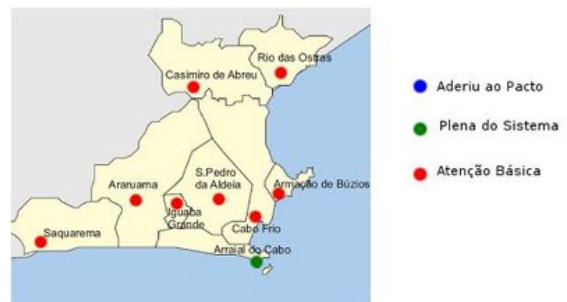 Rio das Ostras
Casimiro de Abreu
S.Pedro
da Aldeia
Araruama
Armação de Búzios
Iguaba
Grande
Cabo Frio
Saquarema
Arraial do Cabo
Aderiu ao Pacto
Plena do Sistema
Atenção Básica